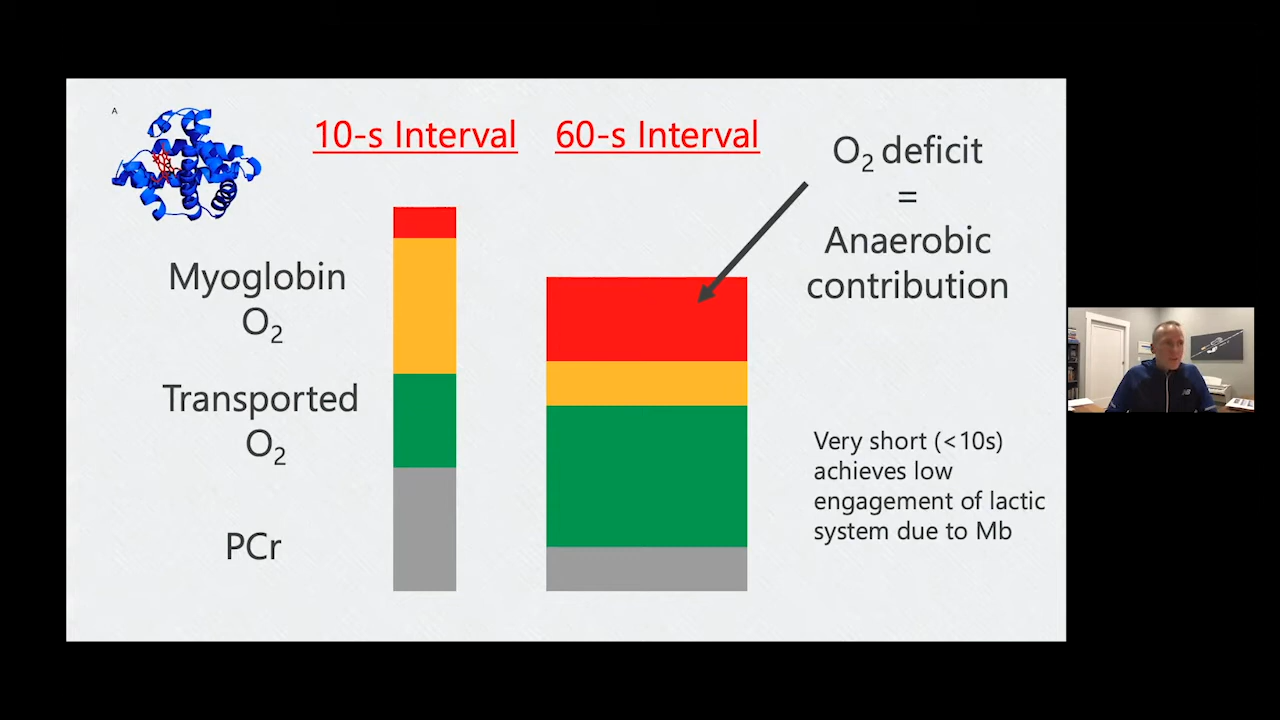 A
10-s Interval
60-s Interval
O₂ deficit
=
Anaerobic
contribution
Myoglobin
O₂
Transported
O₂
PCr
Very short (<10s)
achieves low
engagement of lactic
system due to Mb